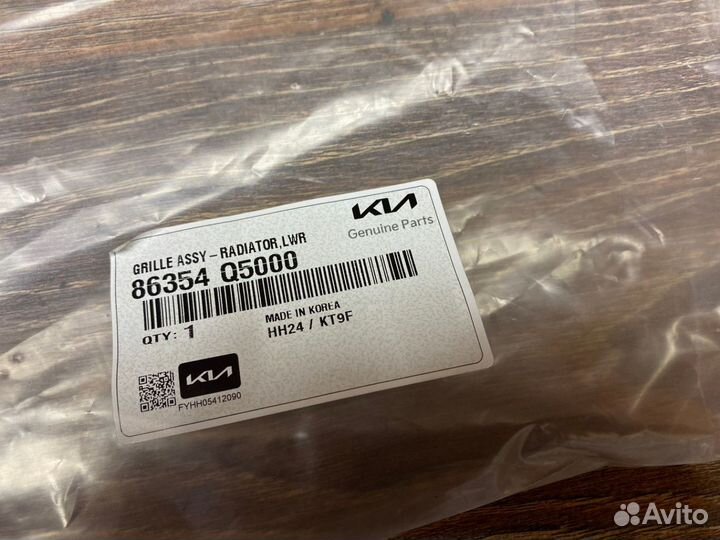 KIA
Genuine Parts
GRILLE ASSY-RADIATOR,LWR
86354 Q5000
MADE IN KOREA
QTY: 1
HH24 / KT9F
KIA
FYHH05412090
Avito